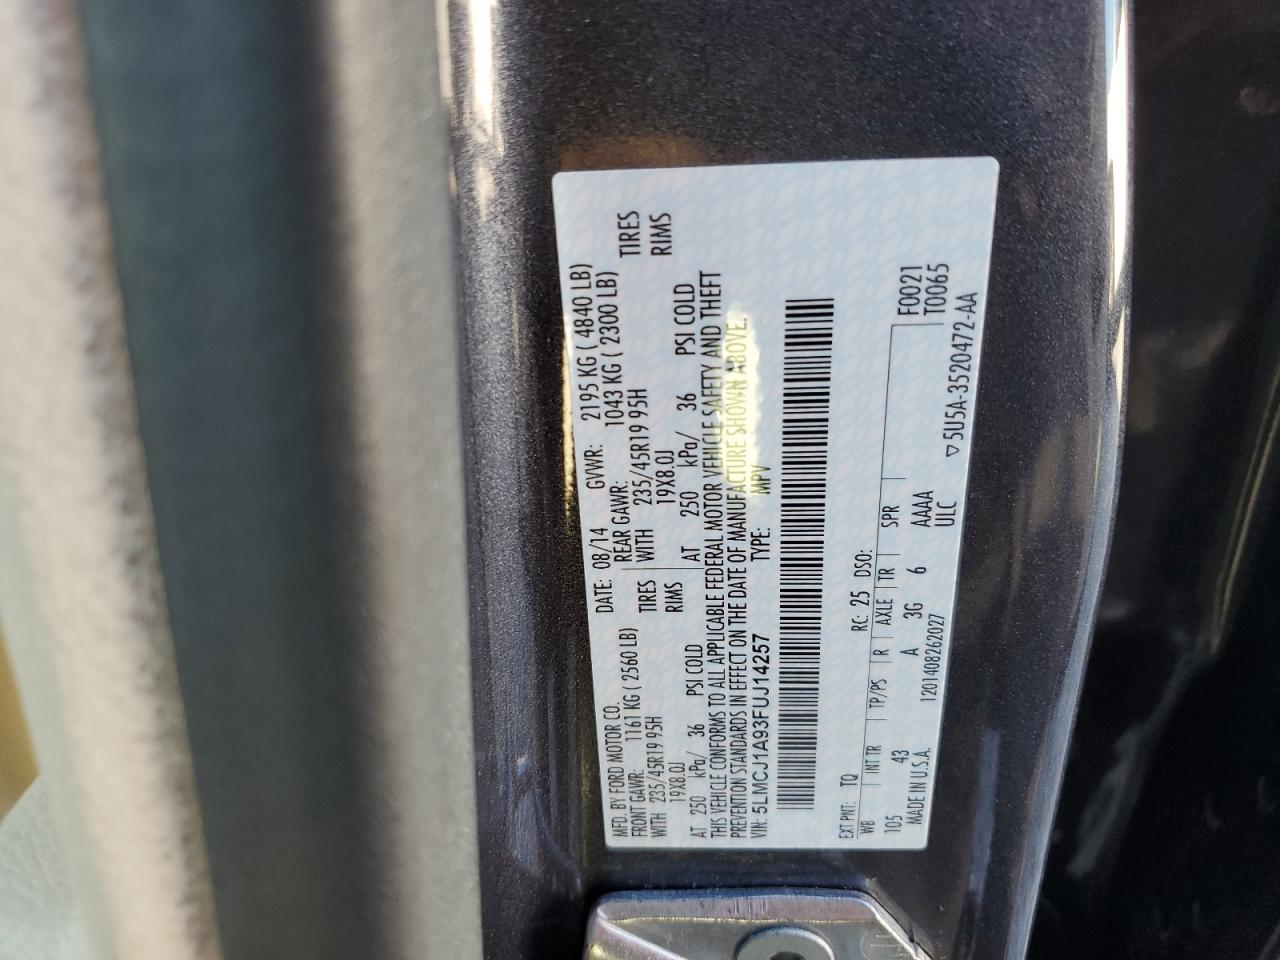 MFD. BY FORD MOTOR CO.
DATE: 08/14 GVWR: 2195 KG ( 4840 LB)
FRONT GAWR: 1161 KG ( 2560 LB)
REAR GAWR: 1043 KG ( 2300 LB)
WITH 235/45R19 95H TIRES
WITH 235/45R19 95H TIRES
19X8.0J RIMS
19X8.0J RIMS
AT 250 kPa/ 36 PSI COLD
AT 250 kPa/ 36 PSI COLD
THIS VEHICLE CONFORMS TO ALL APPLICABLE FEDERAL MOTOR VEHICLE SAFETY AND THEFT
PREVENTION STANDARDS IN EFFECT ON THE DATE OF MANUFACTURE SHOWN ABOVE.
VIN: 5LMCJ1A93FUJ14257 TYPE: MPV
EXT PNT: TQ RC: 25 DSO: F0021
WB INT TR TP/PS R AXLE TR SPR T0065
105 43 A 3G 6 AAAA
ULC
MADE IN U.S.A. 1201408262027 ▽5U5A-3520472-AA